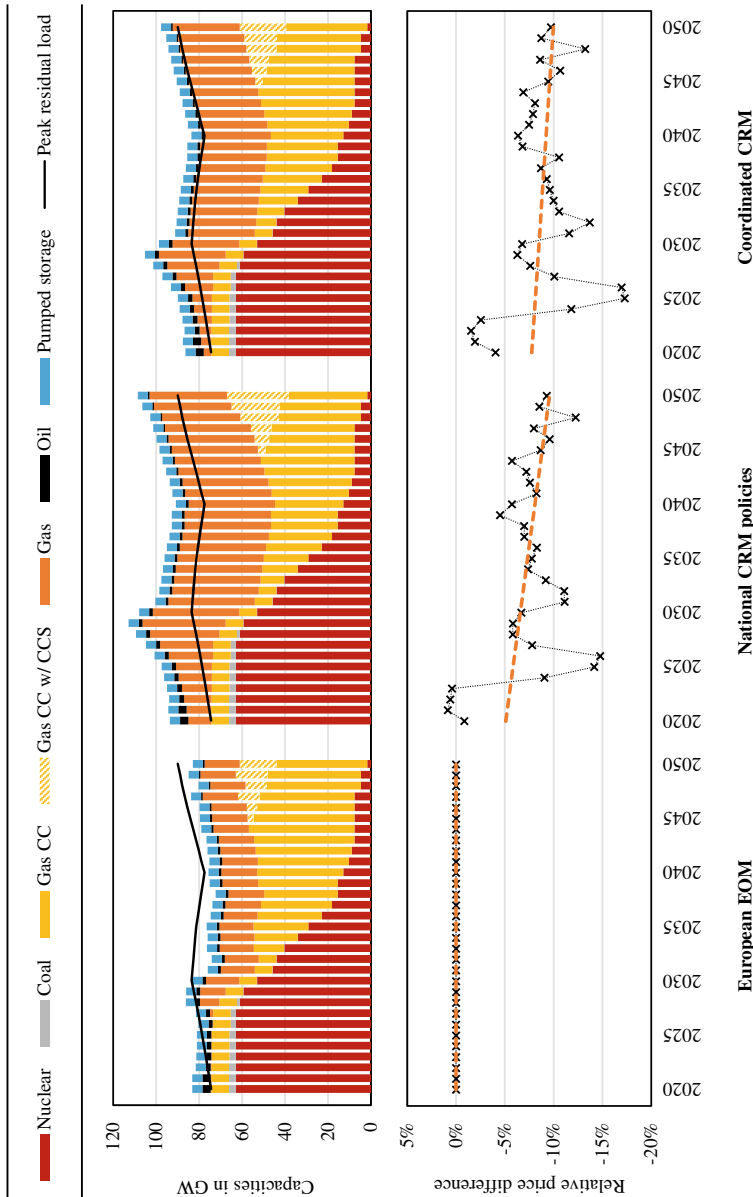 Nuclear Coal Gas CC Gas CC w/ CCS Gas Oil Pumped storage Peak residual load
120
100
80
60
40
20
0
Capacities in GW
5%
0%
-5%
-10%
-15%
-20%
Relative price difference
2020 2025 2030 2035 2040 2045 2050 2020 2025 2030 2035 2040 2045 2050 2020 2025 2030 2035 2040 2045 2050
European EOM National CRM policies Coordinated CRM